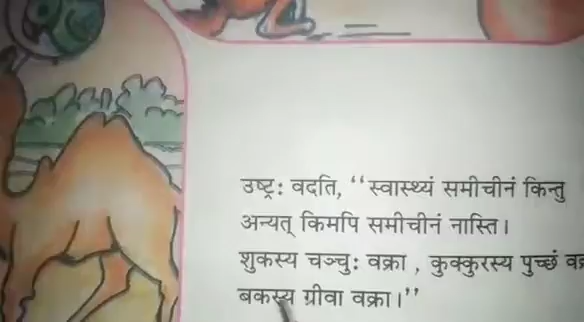 उष्ट्रः वदति, ‘‘स्वास्थ्यं समीचीनं किन्तु
अन्यत् किमपि समीचीनं नास्ति।
शुकस्य चञ्चुः वक्रा , कुक्कुरस्य पुच्छं
बकस्य ग्रीवा वक्रा।’’